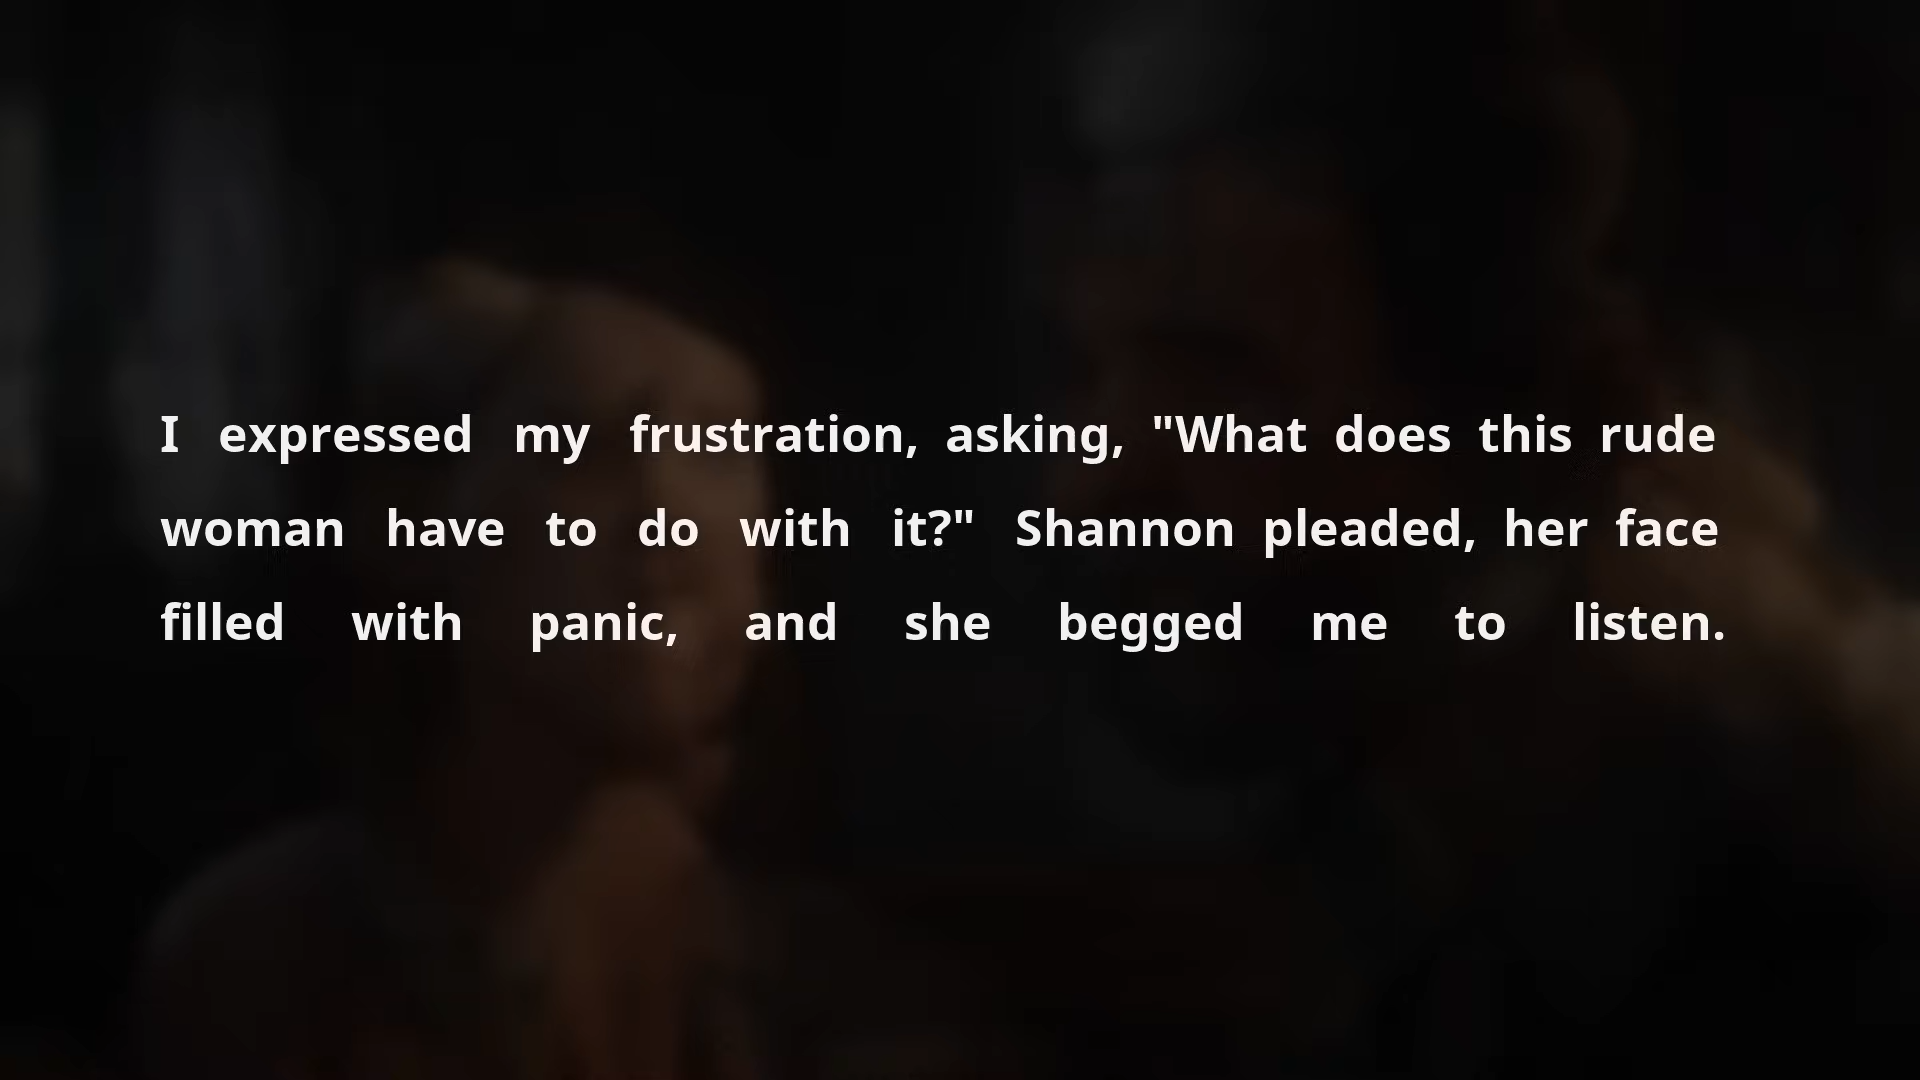 I expressed my frustration, asking, "What does this rude
woman have to do with it?" Shannon pleaded, her face
filled with panic, and she begged me to listen.